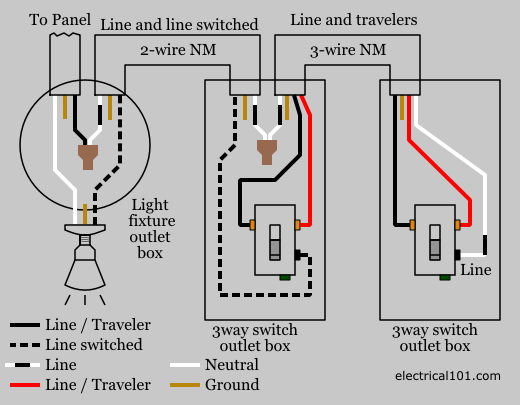 To Panel
Line and line switched
Line and travelers
2-wire NM
3-wire NM
Light
fixture
outlet
box
Line
3way switch
outlet box
3way switch
outlet box
Line / Traveler
Line switched
Line
Neutral
Line / Traveler
Ground
electrical101.com